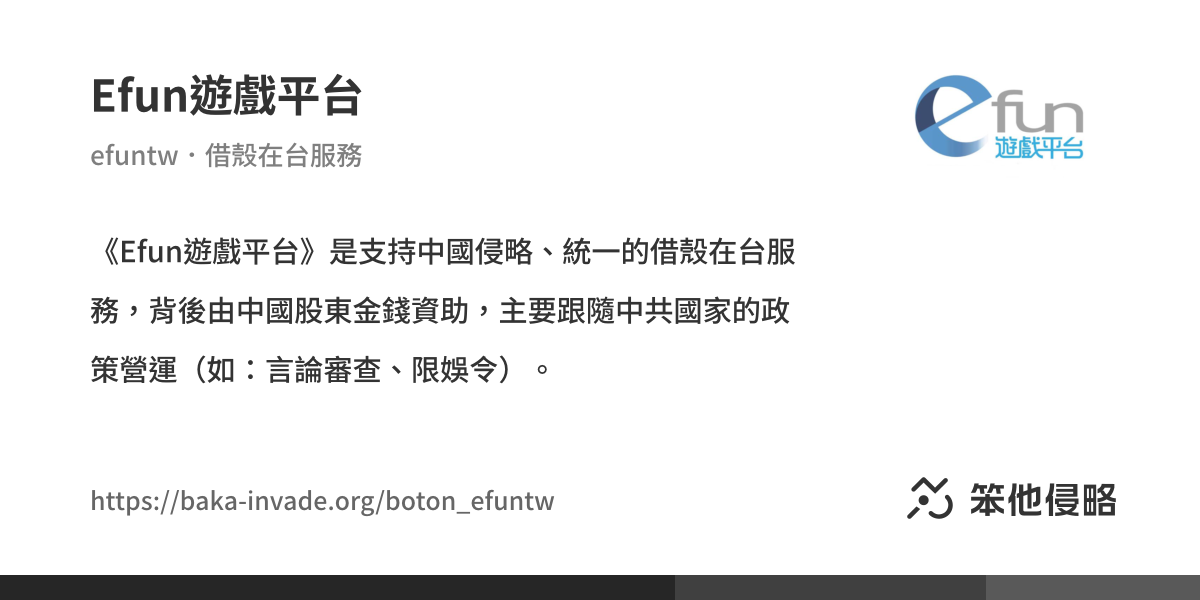 Efun遊戲平台
efuntw・借殼在台服務
efun
遊戲平台
《Efun遊戲平台》是支持中國侵略、統一的借殼在台服
務，背後由中國股東金錢資助，主要跟隨中共國家的政
策營運（如：言論審查、限娛令）。
https://baka-invade.org/boton_efuntw
笨他侵略